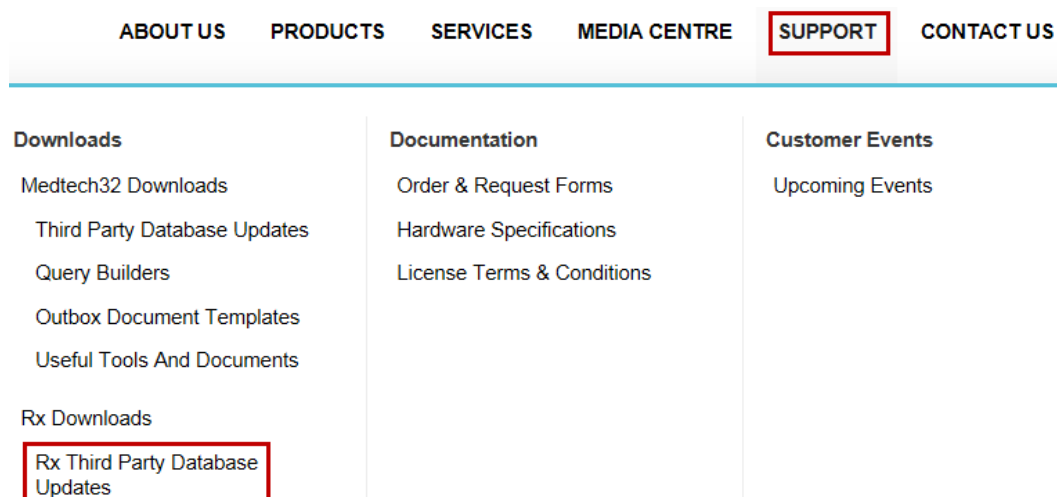 ABOUT US PRODUCTS SERVICES MEDIA CENTRE SUPPORT CONTACT US
Downloads
Medtech32 Downloads
Third Party Database Updates
Query Builders
Outbox Document Templates
Useful Tools And Documents
Rx Downloads
Rx Third Party Database
Updates
Documentation
Order & Request Forms
Hardware Specifications
License Terms & Conditions
Customer Events
Upcoming Events